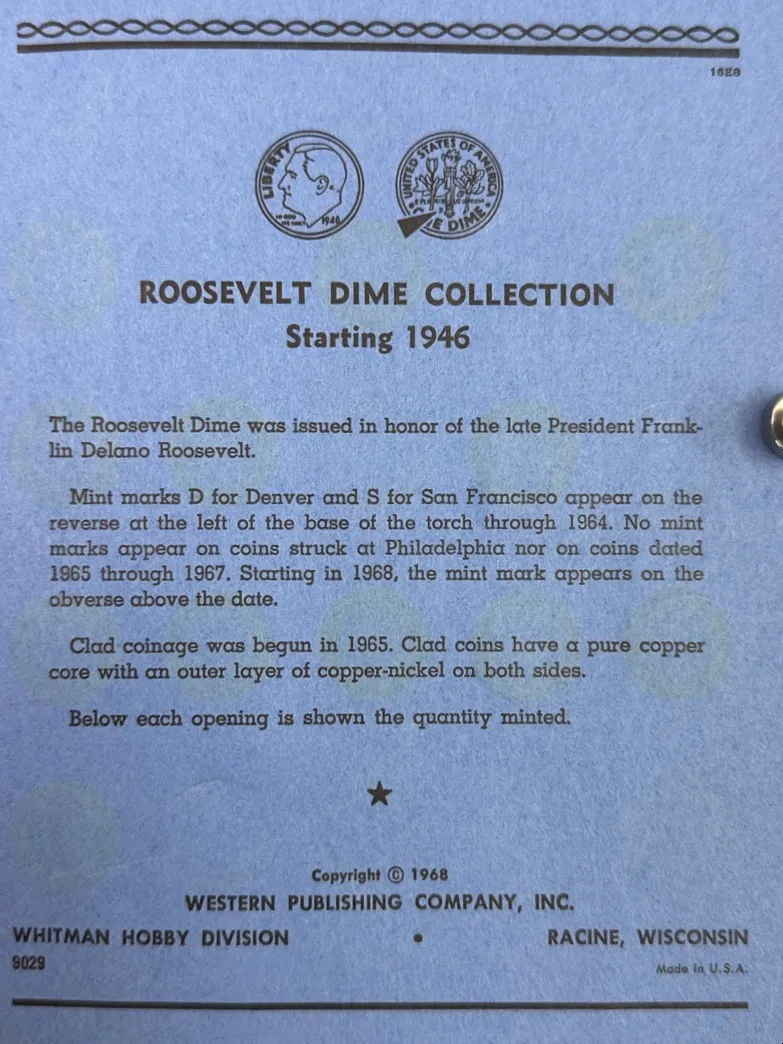 16E8
LIBERTY
IN GOD
WE TRUST
1946
UNITED STATES OF AMERICA
E PLURIBUS UNUM
E DIME
ROOSEVELT DIME COLLECTION
Starting 1946
The Roosevelt Dime was issued in honor of the late President Frank-
lin Delano Roosevelt.
Mint marks D for Denver and S for San Francisco appear on the
reverse at the left of the base of the torch through 1964. No mint
marks appear on coins struck at Philadelphia nor on coins dated
1965 through 1967. Starting in 1968, the mint mark appears on the
obverse above the date.
Clad coinage was begun in 1965. Clad coins have a pure copper
core with an outer layer of copper-nickel on both sides.
Below each opening is shown the quantity minted.
Copyright © 1968
WESTERN PUBLISHING COMPANY, INC.
WHITMAN HOBBY DIVISION • RACINE, WISCONSIN
9029 Made in U.S.A.